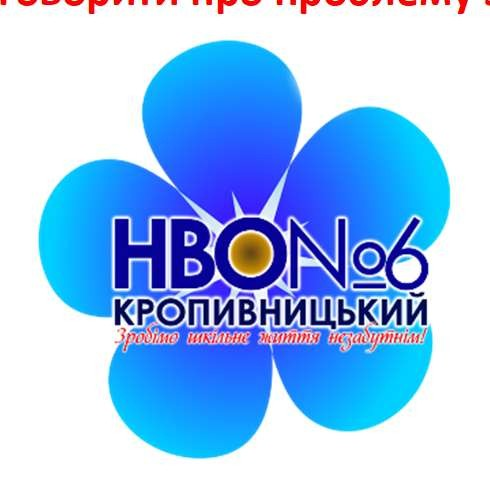 говорити про проблему
НВО№6
КРОПИВНИЦЬКИЙ
Зробімо шкільне життя незабутнім!